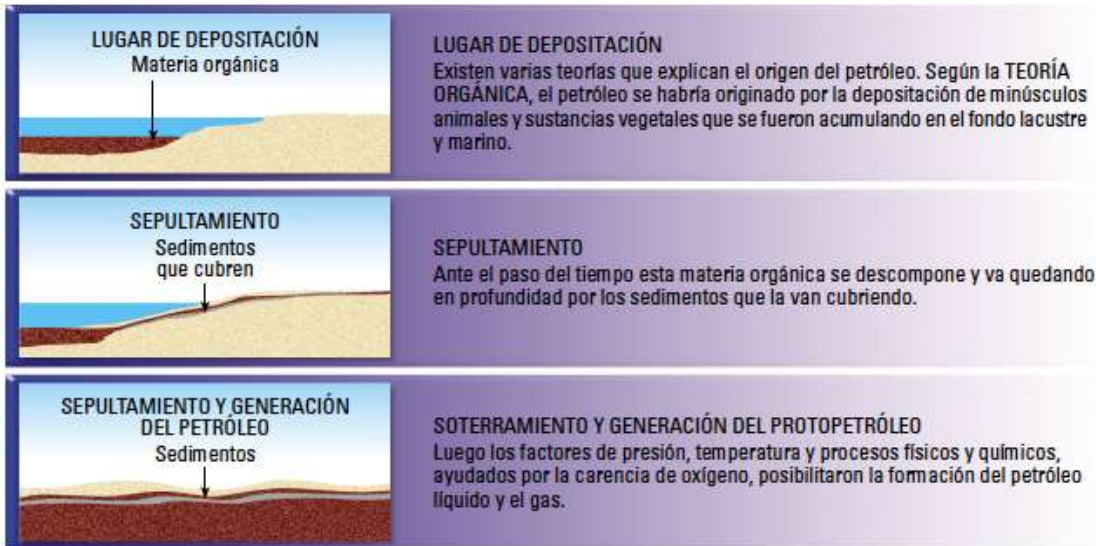 LUGAR DE DEPOSITACIÓN
Materia orgánica
LUGAR DE DEPOSITACIÓN
Existen varias teorías que explican el origen del petróleo. Según la TEORÍA
ORGÁNICA, el petróleo se habría originado por la depositación de minúsculos
animales y sustancias vegetales que se fueron acumulando en el fondo lacustre
y marino.
SEPULTAMIENTO
Sedimentos
que cubren
SEPULTAMIENTO
Ante el paso del tiempo esta materia orgánica se descompone y va quedando
en profundidad por los sedimentos que la van cubriendo.
SEPULTAMIENTO Y GENERACIÓN
DEL PETRÓLEO
Sedimentos
SOTERRAMIENTO Y GENERACIÓN DEL PROTOPETRÓLEO
Luego los factores de presión, temperatura y procesos físicos y químicos,
ayudados por la carencia de oxígeno, posibilitaron la formación del petróleo
líquido y el gas.